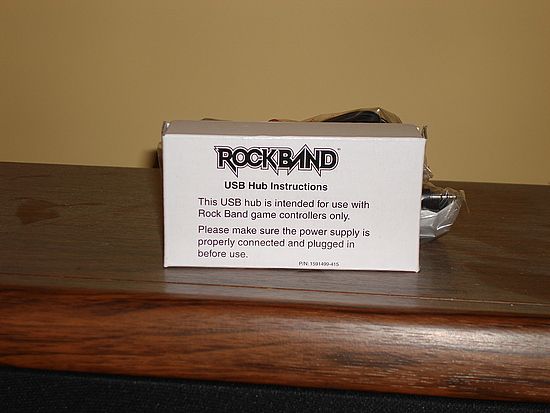 ROCKBAND
USB Hub Instructions
This USB hub is intended for use with
Rock Band game controllers only.
Please make sure the power supply is
properly connected and plugged in
before use.
P/N: 1591499-415